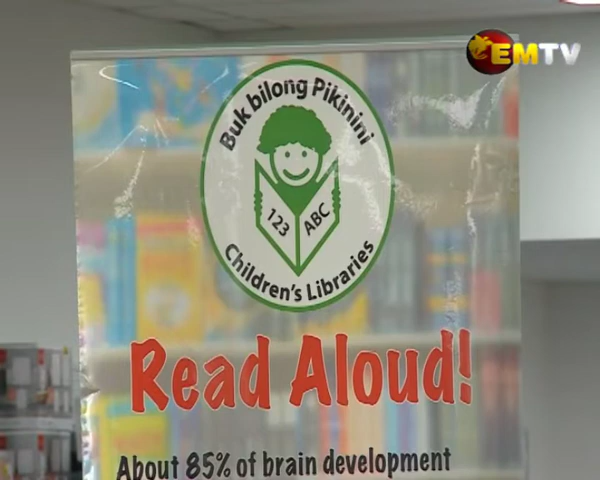 EMTV
Buk bilong Pikinini
123 ABC
Children's Libraries
Read Aloud!
About 85% of brain development